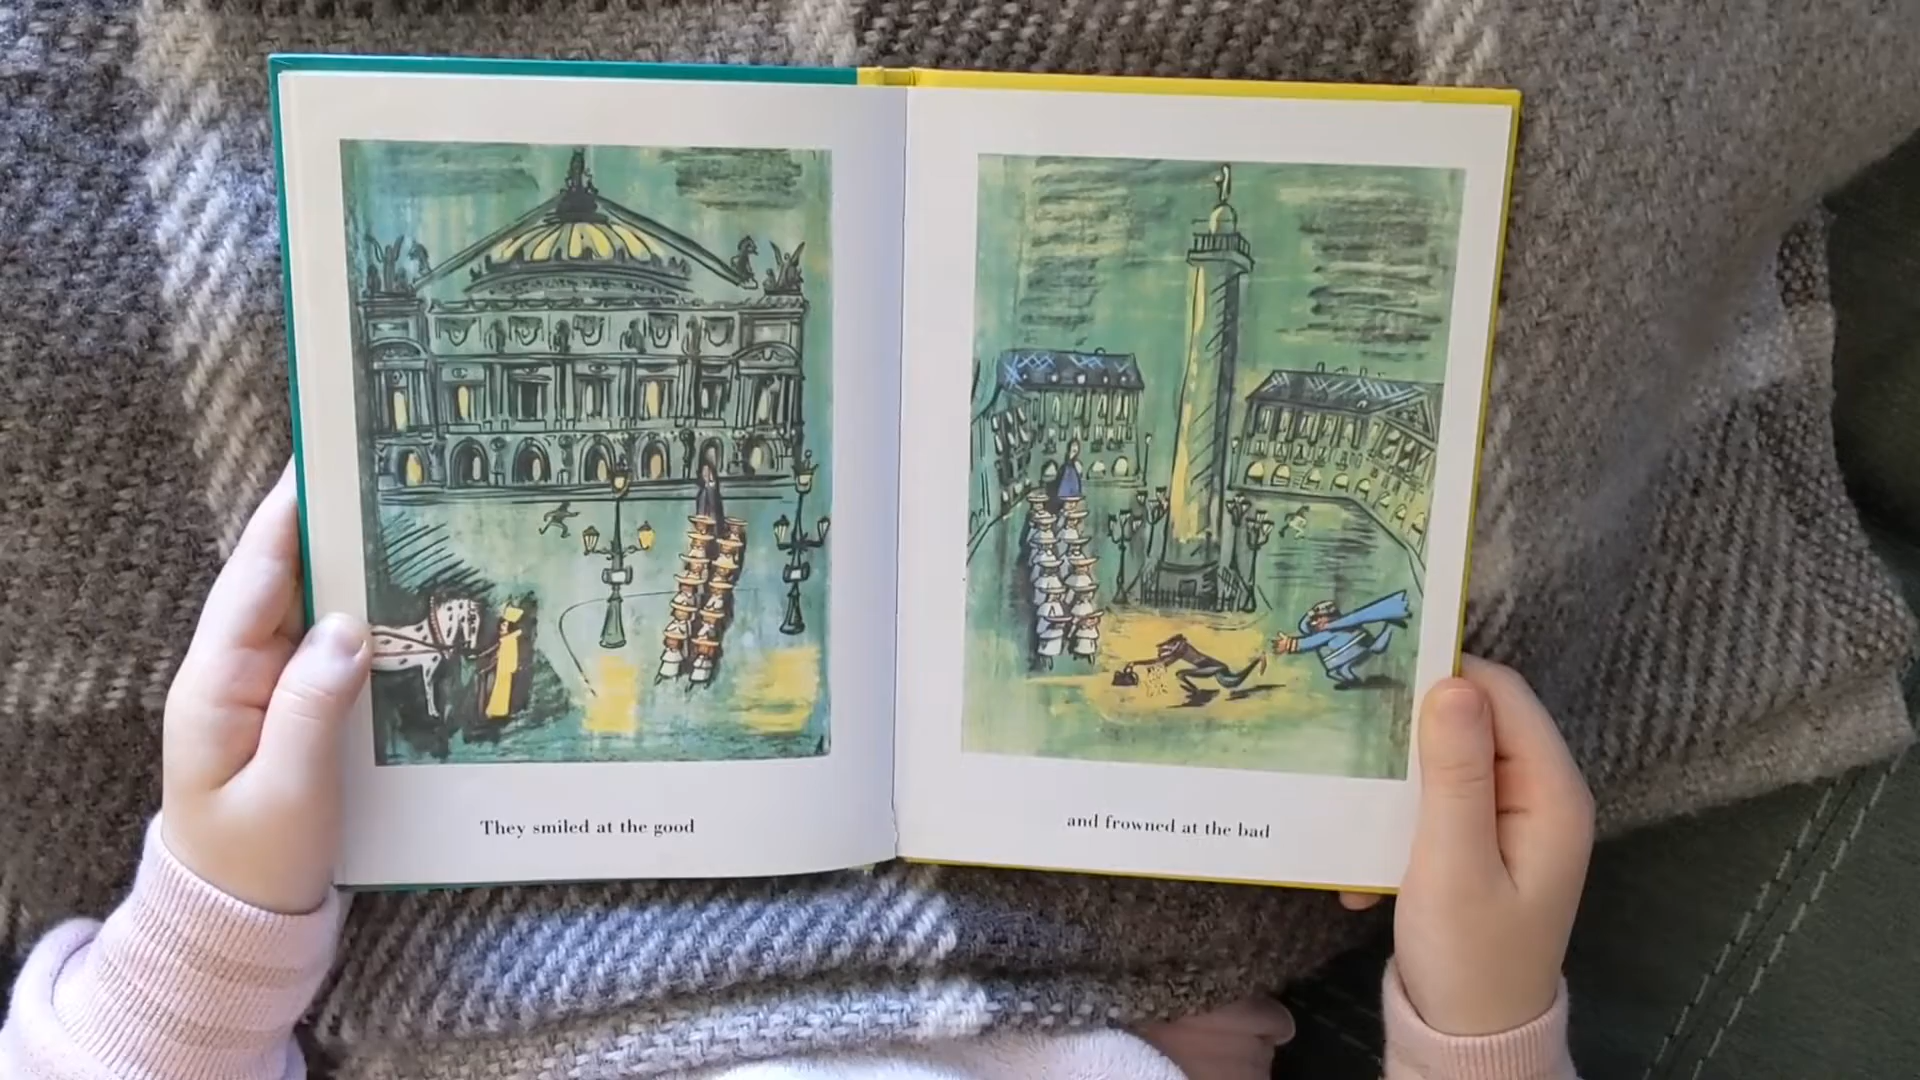 They smiled at the good
and frowned at the bad